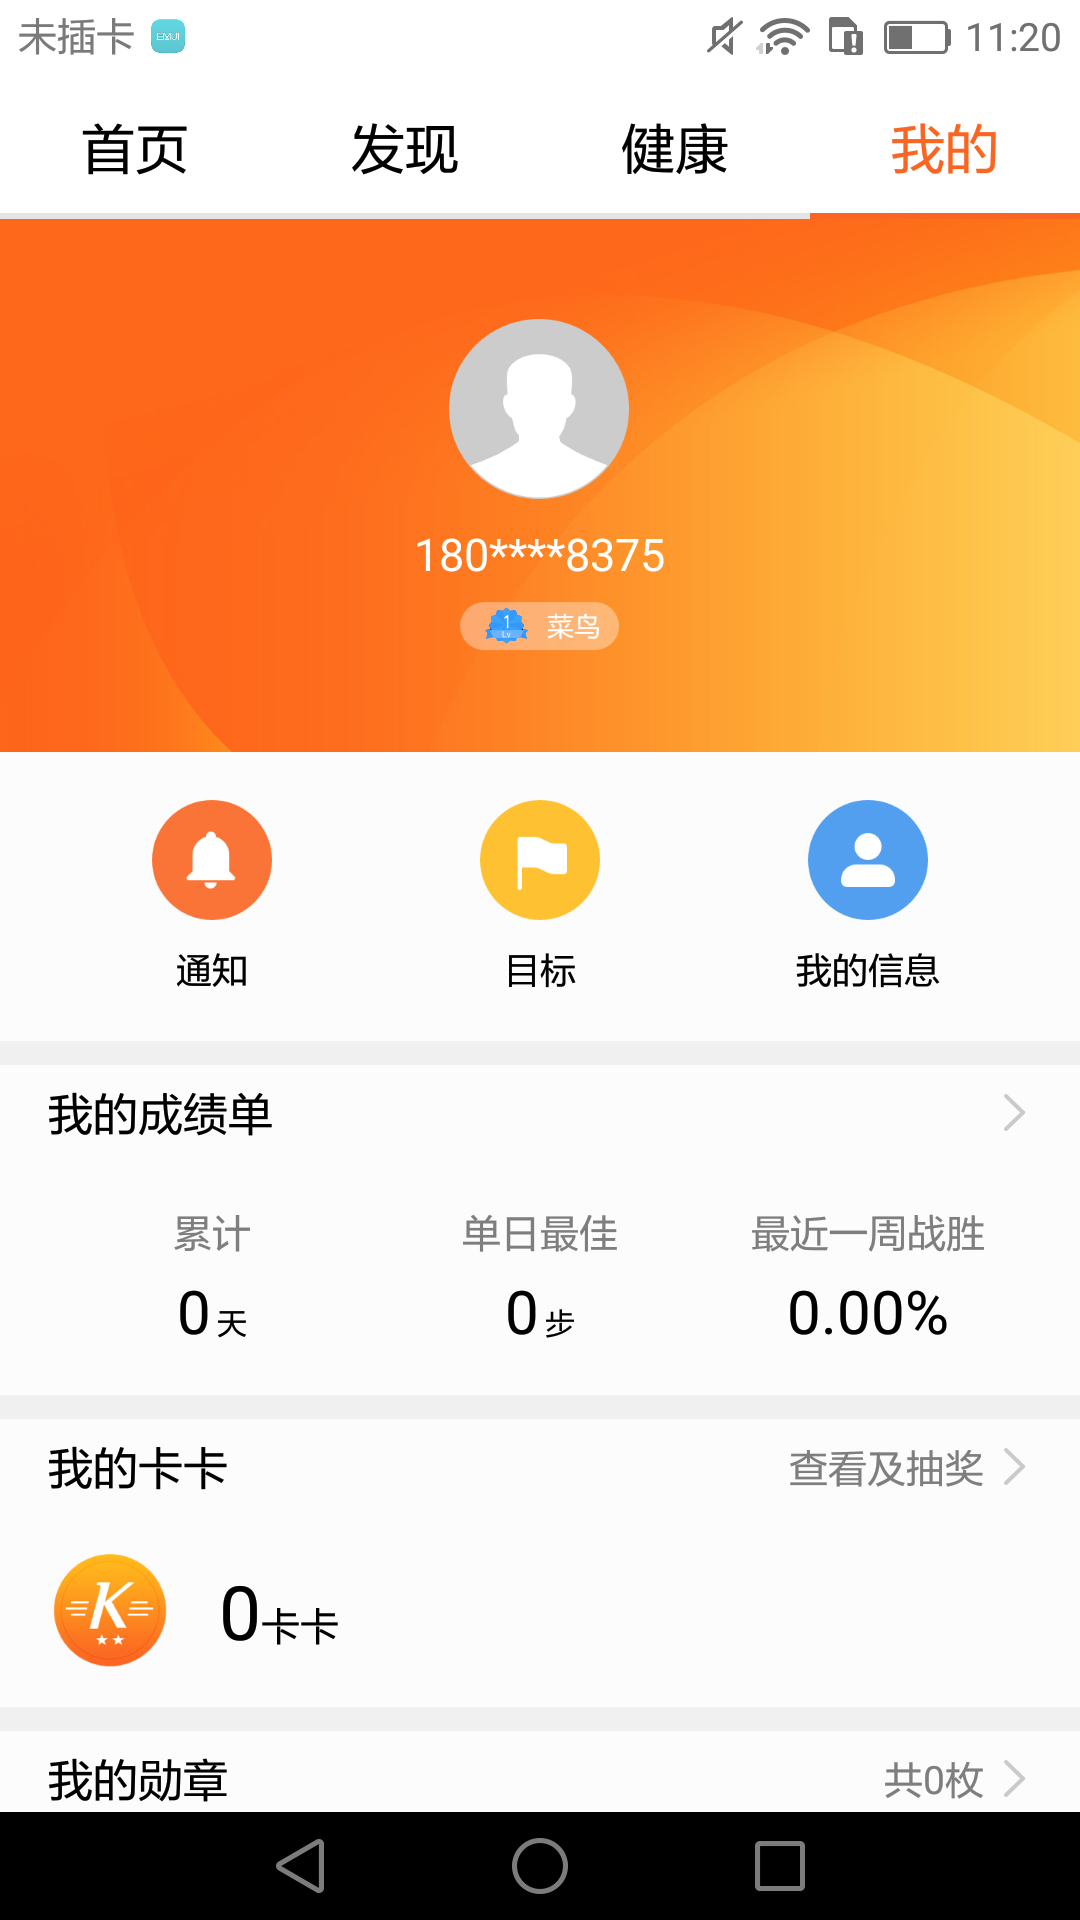 未插卡 EMUI 11:20
首页 发现 健康 我的
180****8375
1 Lv 菜鸟
通知 目标 我的信息
我的成绩单
累计 单日最佳 最近一周战胜
0天 0步 0.00%
我的卡卡 查看及抽奖
K 0卡卡
我的勋章 共0枚